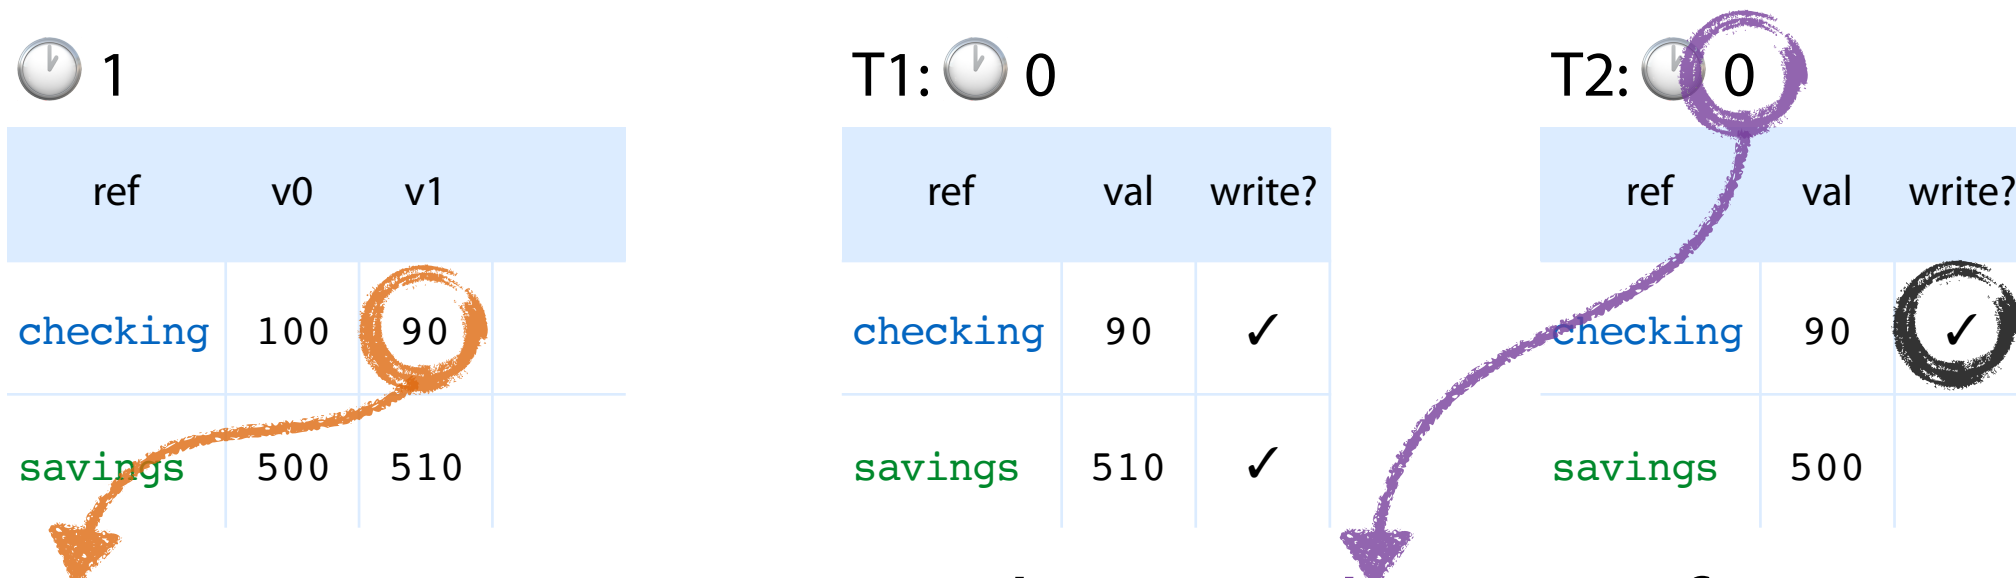 1
T1: 0
T2: 0
ref v0 v1
checking 100 90
savings 500 510
ref val write?
checking 90 ✓
savings 510 ✓
ref val write?
checking 90 ✓
savings 500